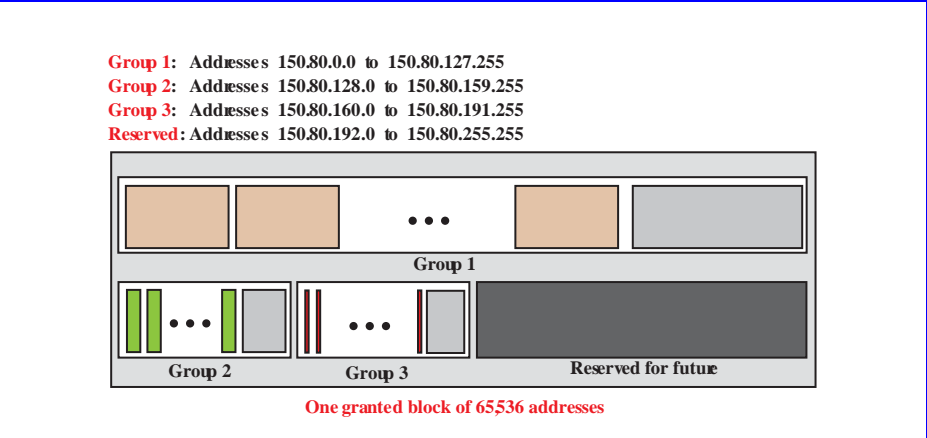 Group 1: Addresses 150.80.0.0 to 150.80.127.255
Group 2: Addresses 150.80.128.0 to 150.80.159.255
Group 3: Addresses 150.80.160.0 to 150.80.191.255
Reserved: Addresses 150.80.192.0 to 150.80.255.255
Group 1
Group 2
Group 3
Reserved for future
One granted block of 65,536 addresses